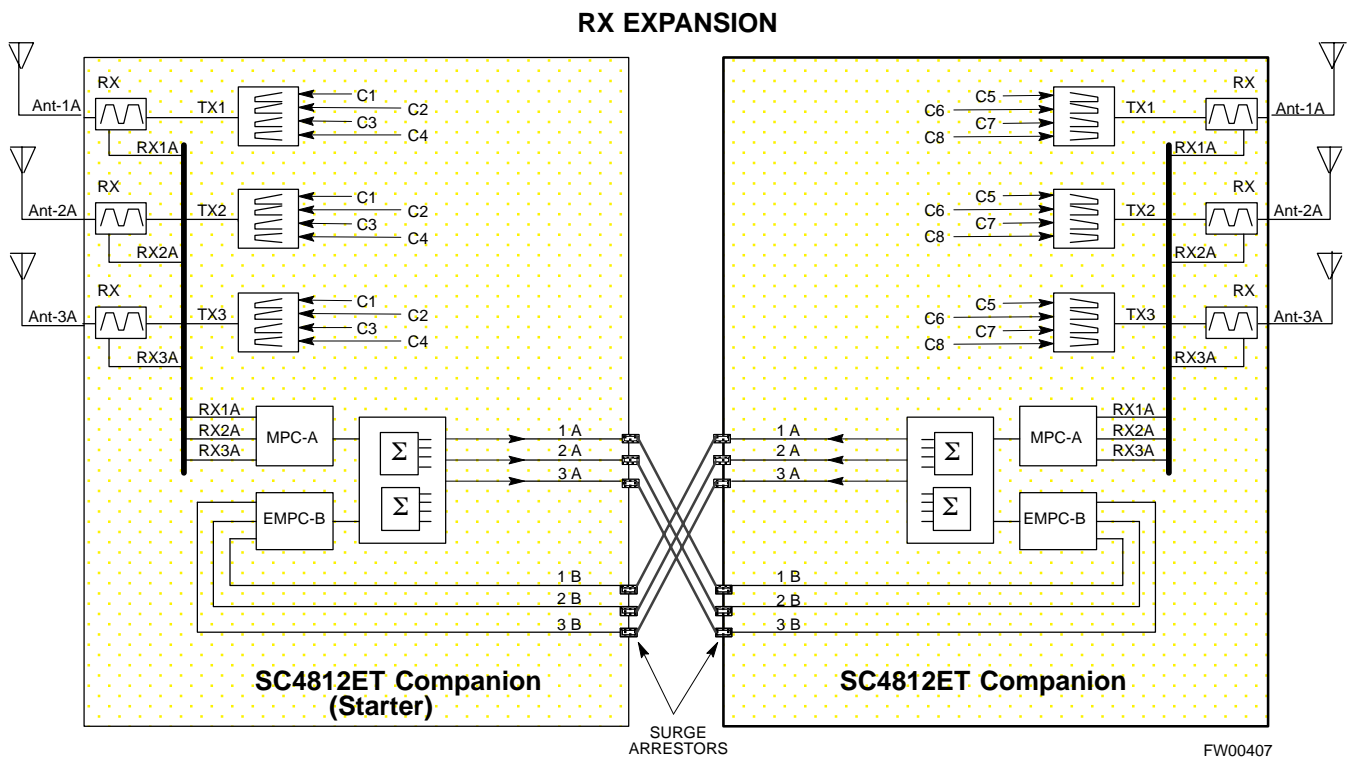 RX EXPANSION
RX
Ant-1A
TX1
C1
C2
C3
C4
RX1A
RX
Ant-2A
TX2
C1
C2
C3
C4
RX2A
RX
Ant-3A
TX3
C1
C2
C3
C4
RX3A
RX1A
RX2A
RX3A
MPC-A
Σ
Σ
EMPC-B
1 A
2 A
3 A
1 B
2 B
3 B
SC4812ET Companion
(Starter)
C5
C6
C7
C8
TX1
RX
Ant-1A
RX1A
C5
C6
C7
C8
TX2
RX
Ant-2A
RX2A
C5
C6
C7
C8
TX3
RX
Ant-3A
RX3A
1 A
2 A
3 A
Σ
Σ
MPC-A
RX1A
RX2A
RX3A
EMPC-B
1 B
2 B
3 B
SC4812ET Companion
SURGE
ARRESTORS
FW00407